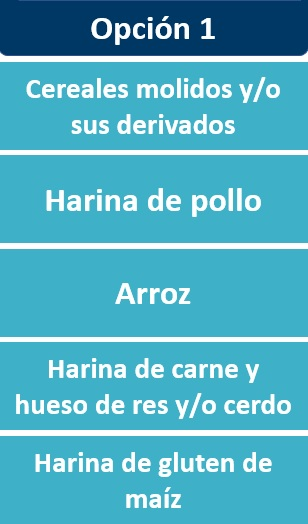 Opción 1
Cereales molidos y/o
sus derivados
Harina de pollo
Arroz
Harina de carne y
hueso de res y/o cerdo
Harina de gluten de
maíz